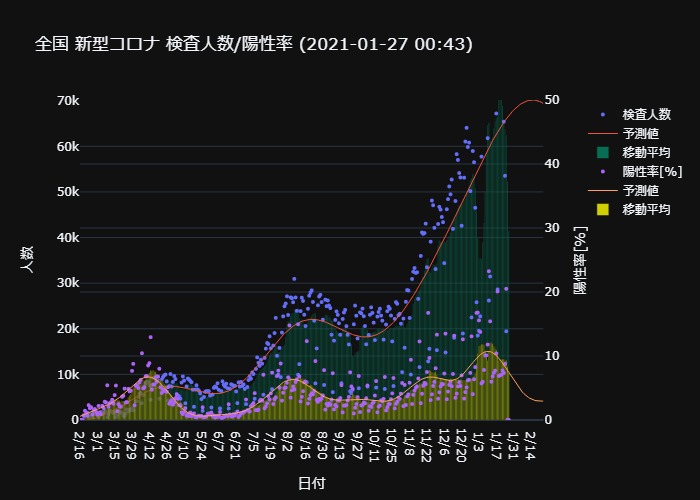 全国 新型コロナ 検査人数/陽性率 (2021-01-27 00:43)
検査人数
予測値
移動平均
陽性率[%]
予測値
移動平均
人数
70k
60k
50k
40k
30k
20k
10k
0
50
40
30
20
10
0
陽性率[%]
2/16
3/1
3/15
3/29
4/12
4/26
5/10
5/24
6/7
6/21
7/5
7/19
8/2
8/16
8/30
9/13
9/27
10/11
10/25
11/8
11/22
12/6
12/20
1/3
1/17
1/31
2/14
日付